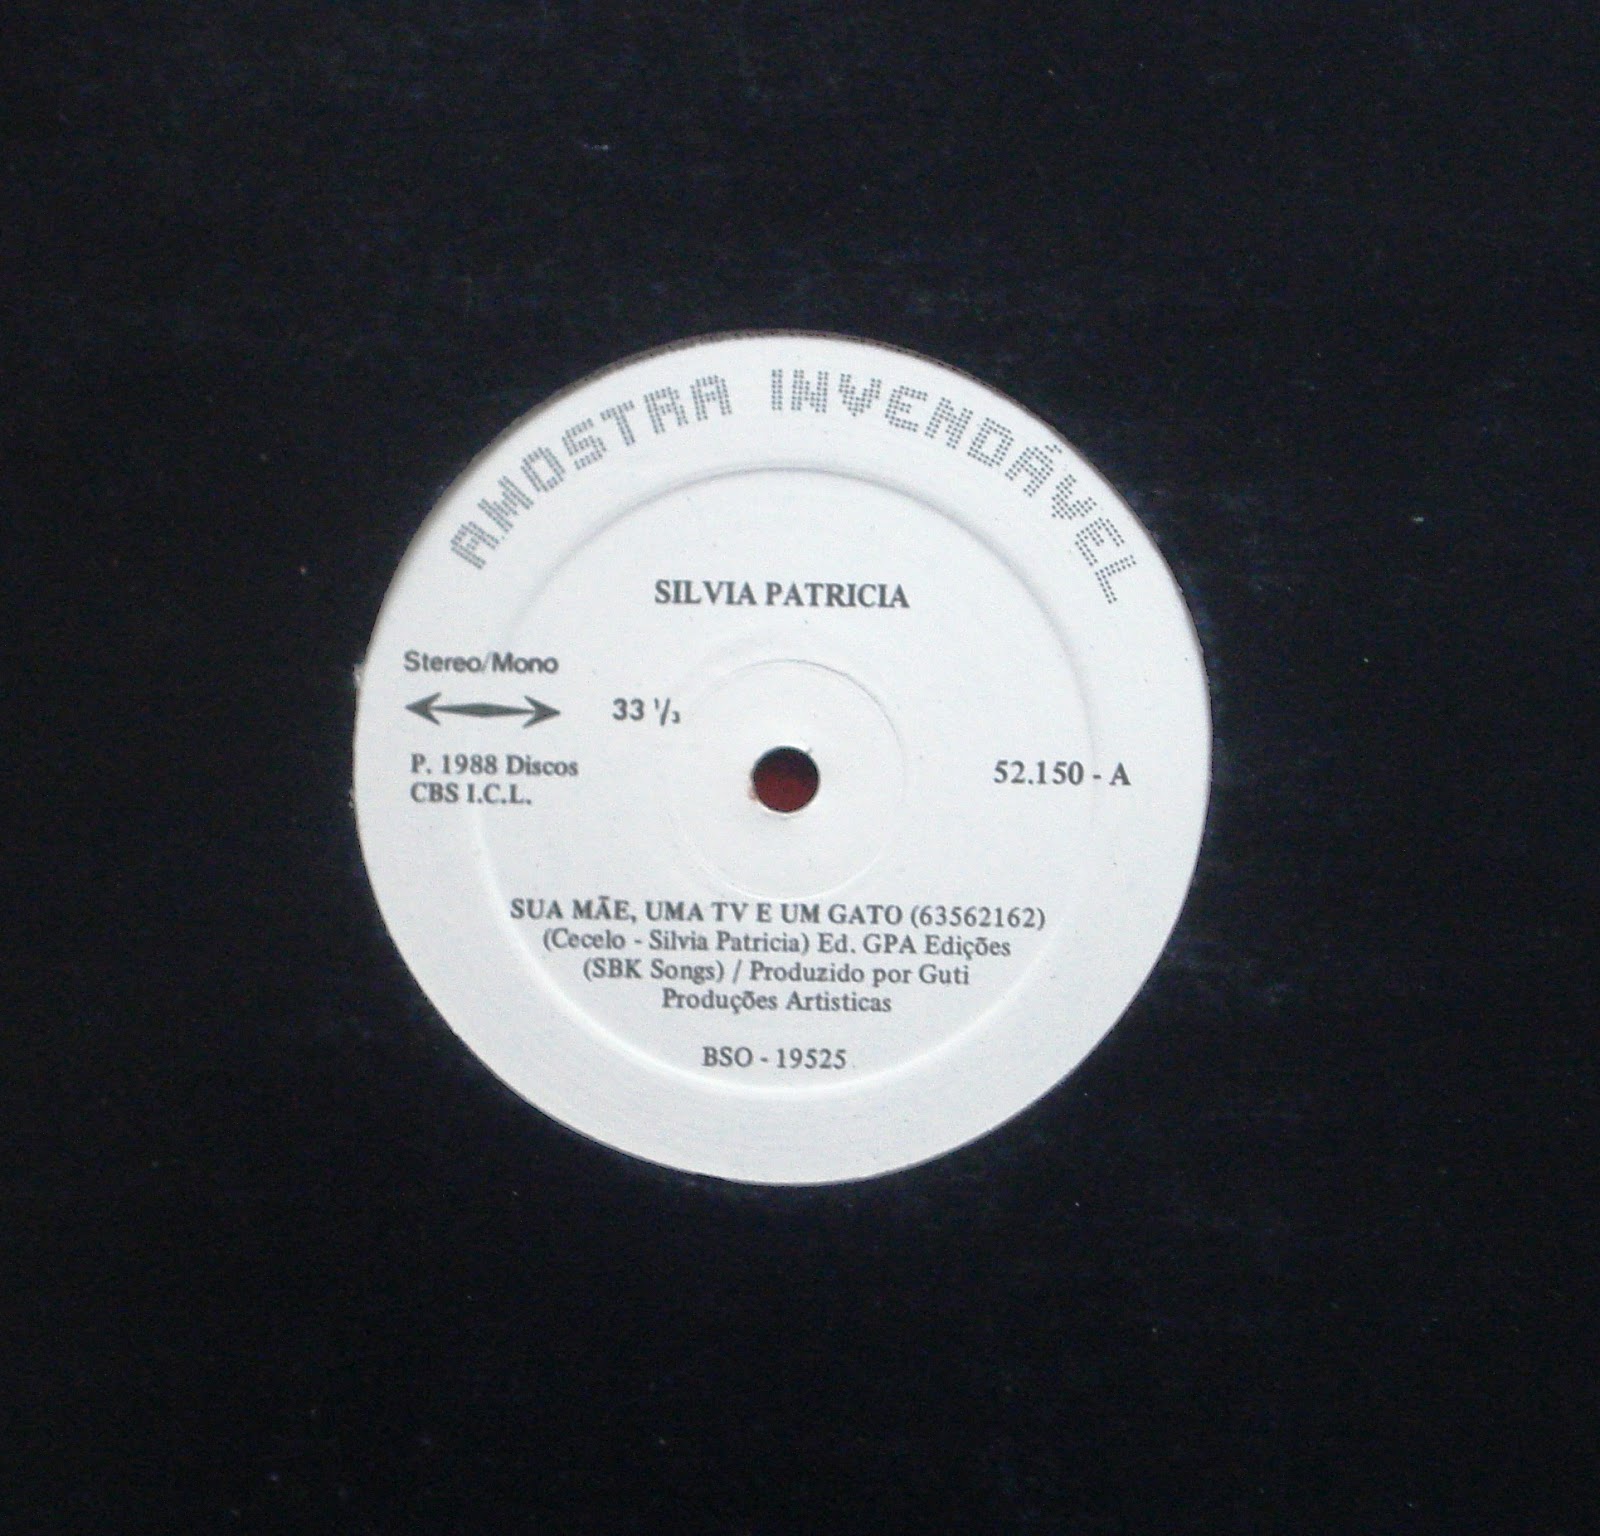 AMOSTRA INVENDÁVEL
SILVIA PATRICIA
Stereo/Mono
33 1/3
P. 1988 Discos
CBS I.C.L.
52.150 - A
SUA MÃE, UMA TV E UM GATO (63562162)
(Cecelo - Silvia Patricia) Ed. GPA Edições
(SBK Songs) / Produzido por Guti
Produções Artisticas
BSO - 19525